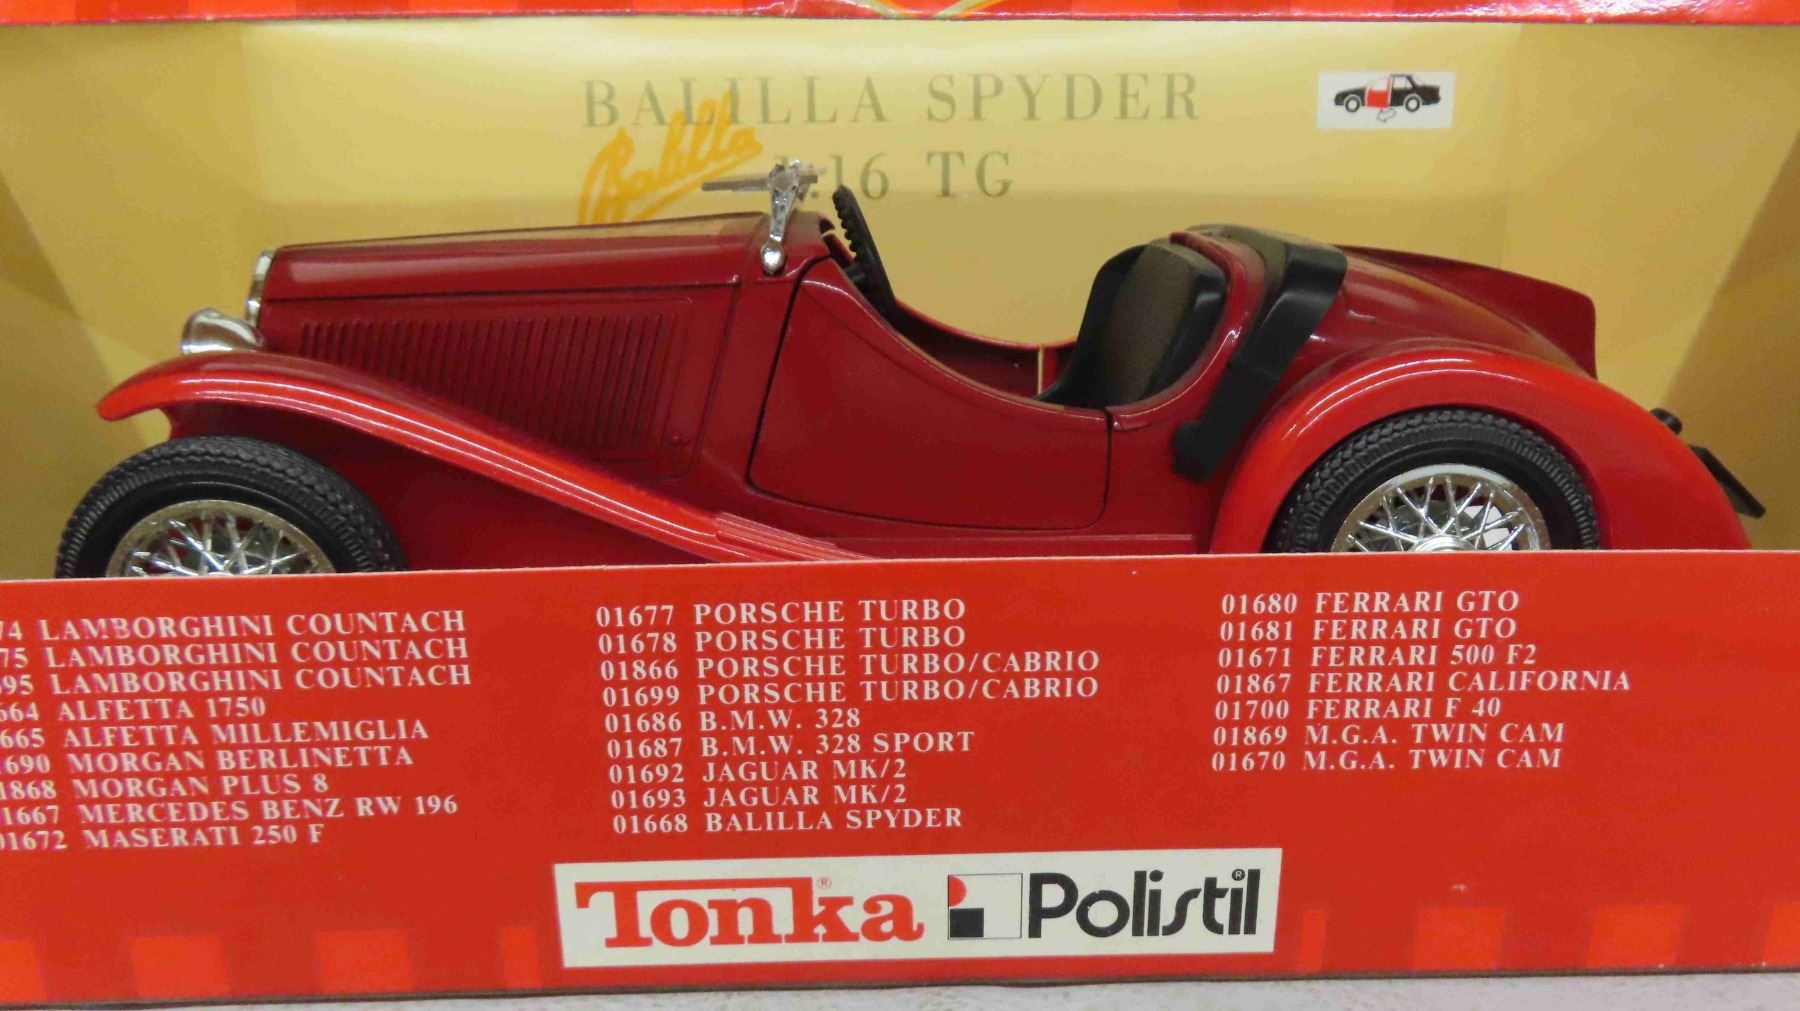 BALILLA SPYDER
Balilla
1:16 TG
74 LAMBORGHINI COUNTACH
75 LAMBORGHINI COUNTACH
695 LAMBORGHINI COUNTACH
664 ALFETTA 1750
665 ALFETTA MILLEMIGLIA
1690 MORGAN BERLINETTA
1868 MORGAN PLUS 8
1667 MERCEDES BENZ RW 196
01672 MASERATI 250 F
01677 PORSCHE TURBO
01678 PORSCHE TURBO
01866 PORSCHE TURBO/CABRIO
01699 PORSCHE TURBO/CABRIO
01686 B.M.W. 328
01687 B.M.W. 328 SPORT
01692 JAGUAR MK/2
01693 JAGUAR MK/2
01668 BALILLA SPYDER
01680 FERRARI GTO
01681 FERRARI GTO
01671 FERRARI 500 F2
01867 FERRARI CALIFORNIA
01700 FERRARI F 40
01869 M.G.A. TWIN CAM
01670 M.G.A. TWIN CAM
Tonka® Polistil®